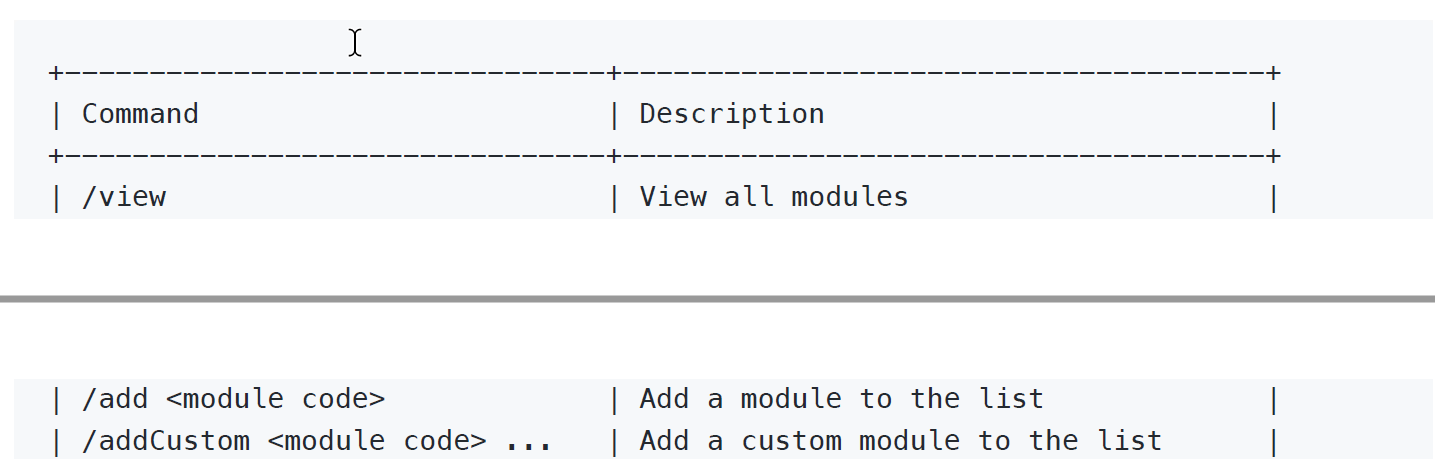 +--------------------------------+--------------------------------------+
| Command                        | Description                          |
+--------------------------------+--------------------------------------+
| /view                          | View all modules                     |
| /add <module code>             | Add a module to the list             |
| /addCustom <module code> ...   | Add a custom module to the list      |